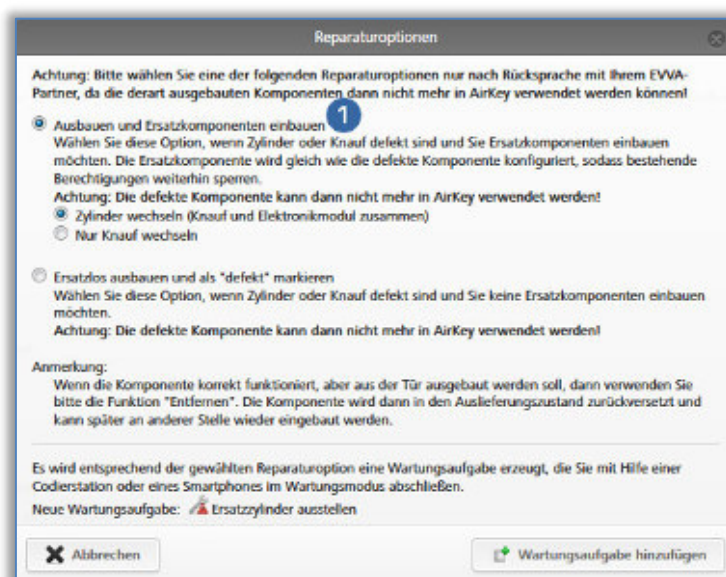 Reparaturoptionen
Achtung: Bitte wählen Sie eine der folgenden Reparaturoptionen nur nach Rücksprache mit Ihrem EVVA-
Partner, da die derart ausgebauten Komponenten dann nicht mehr in AirKey verwendet werden können!
Ausbauen und Ersatzkomponenten einbauen 1
Wählen Sie diese Option, wenn Zylinder oder Knauf defekt sind und Sie Ersatzkomponenten einbauen
möchten. Die Ersatzkomponente wird gleich wie die defekte Komponente konfiguriert, sodass bestehende
Berechtigungen weiterhin sperren.
Achtung: Die defekte Komponente kann dann nicht mehr in AirKey verwendet werden!
Zylinder wechseln (Knauf und Elektronikmodul zusammen)
Nur Knauf wechseln
Ersatzlos ausbauen und als "defekt" markieren
Wählen Sie diese Option, wenn Zylinder oder Knauf defekt sind und Sie keine Ersatzkomponenten einbauen
möchten.
Achtung: Die defekte Komponente kann dann nicht mehr in AirKey verwendet werden!
Anmerkung:
Wenn die Komponente korrekt funktioniert, aber aus der Tür ausgebaut werden soll, dann verwenden Sie
bitte die Funktion "Entfernen". Die Komponente wird dann in den Auslieferungszustand zurückversetzt und
kann später an anderer Stelle wieder eingebaut werden.
Es wird entsprechend der gewählten Reparaturoption eine Wartungsaufgabe erzeugt, die Sie mit Hilfe einer
Codierstation oder eines Smartphones im Wartungsmodus abschließen.
Neue Wartungsaufgabe: Ersatzzylinder ausstellen
Abbrechen
Wartungsaufgabe hinzufügen